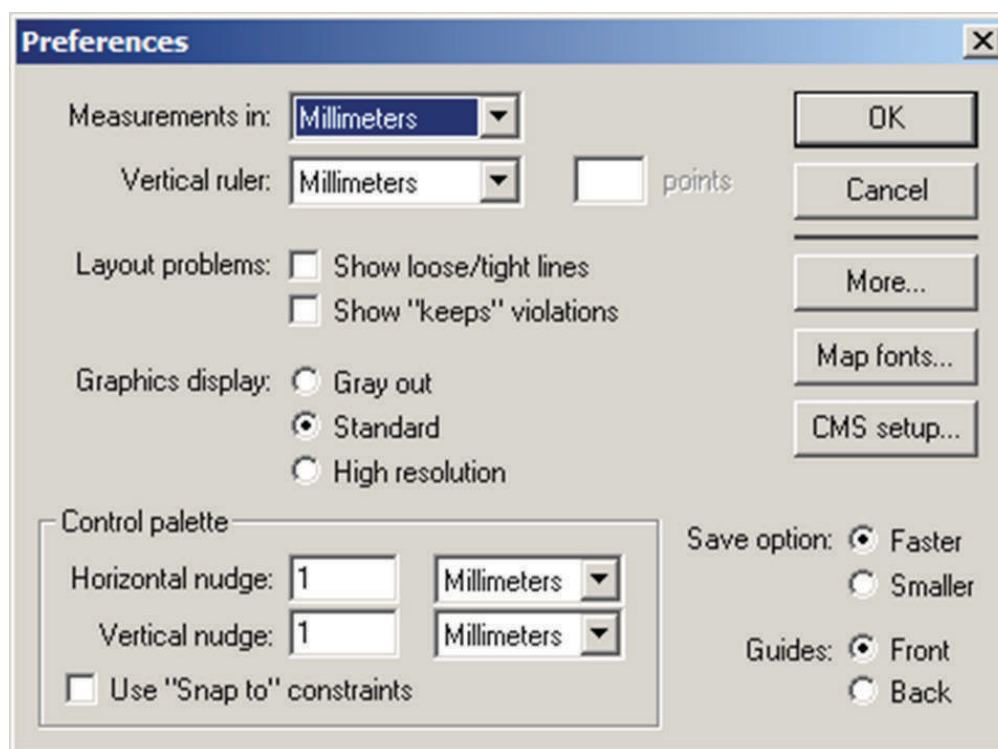 Preferences
Measurements in: Millimeters
OK
Vertical ruler: Millimeters points
Cancel
Layout problems: Show loose/tight lines
More...
Show "keeps" violations
Map fonts...
Graphics display: Gray out
Standard
CMS setup...
High resolution
Control palette
Save option: Faster
Horizontal nudge: 1 Millimeters
Smaller
Vertical nudge: 1 Millimeters
Guides: Front
Use "Snap to" constraints
Back